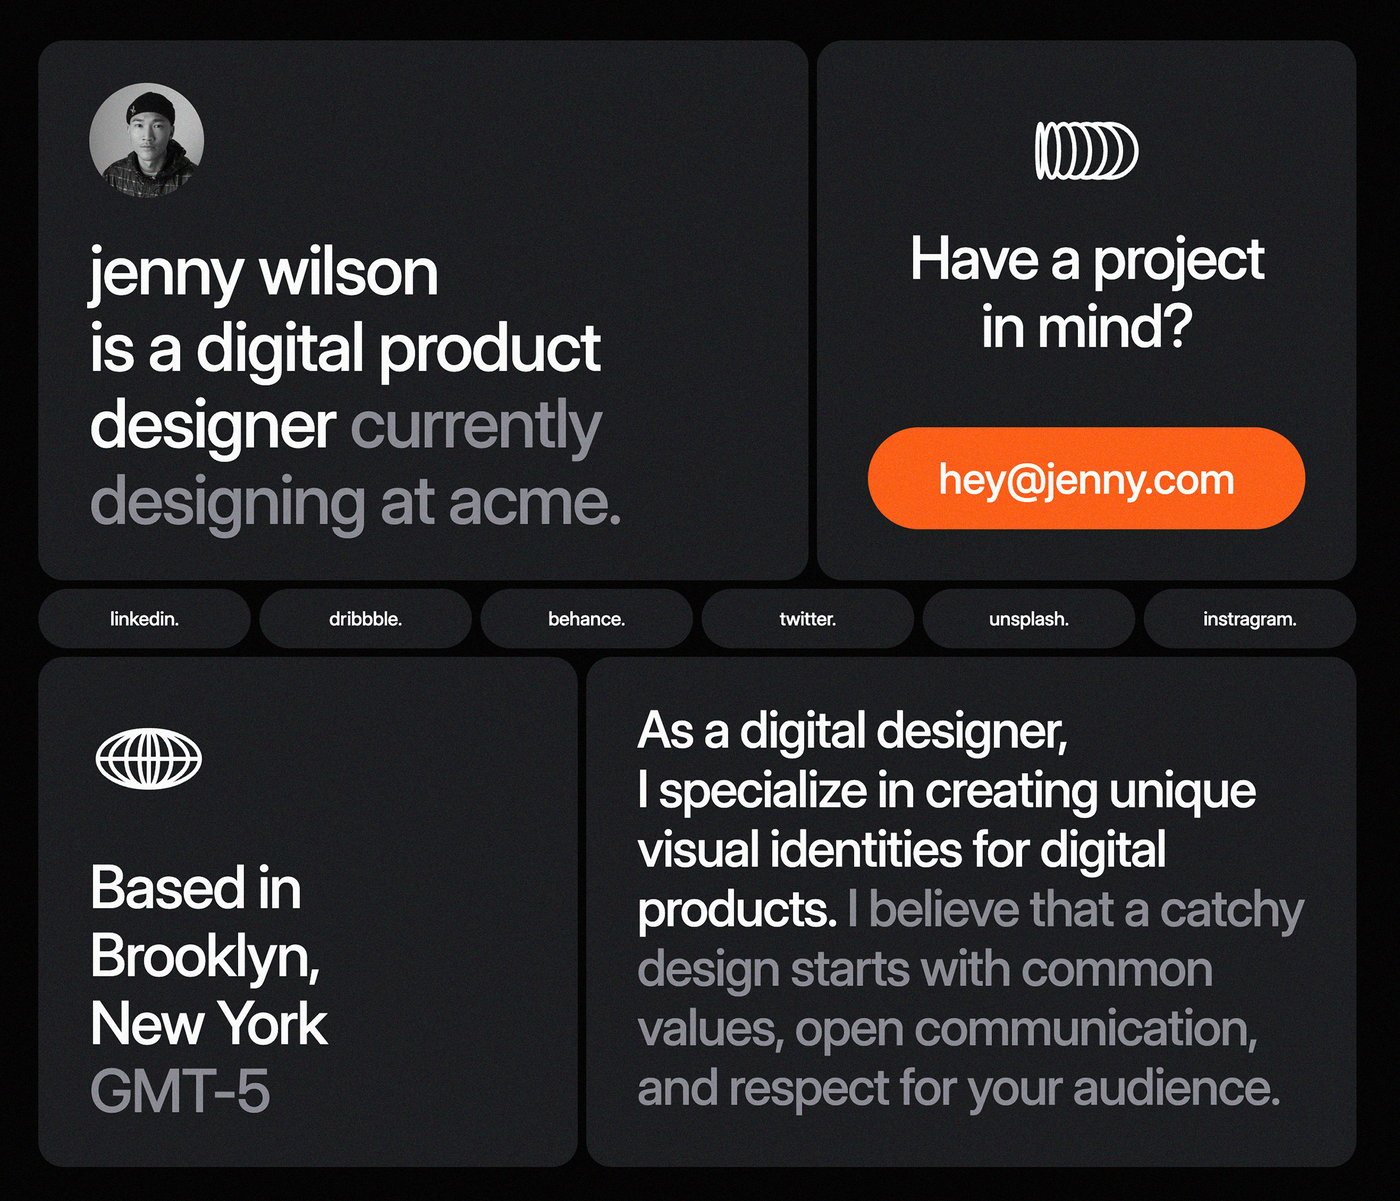 jenny wilson
is a digital product
designer currently
designing at acme.
Have a project
in mind?
hey@jenny.com
linkedin.
dribbble.
behance.
twitter.
unsplash.
instragram.
Based in
Brooklyn,
New York
GMT-5
As a digital designer,
I specialize in creating unique
visual identities for digital
products. I believe that a catchy
design starts with common
values, open communication,
and respect for your audience.